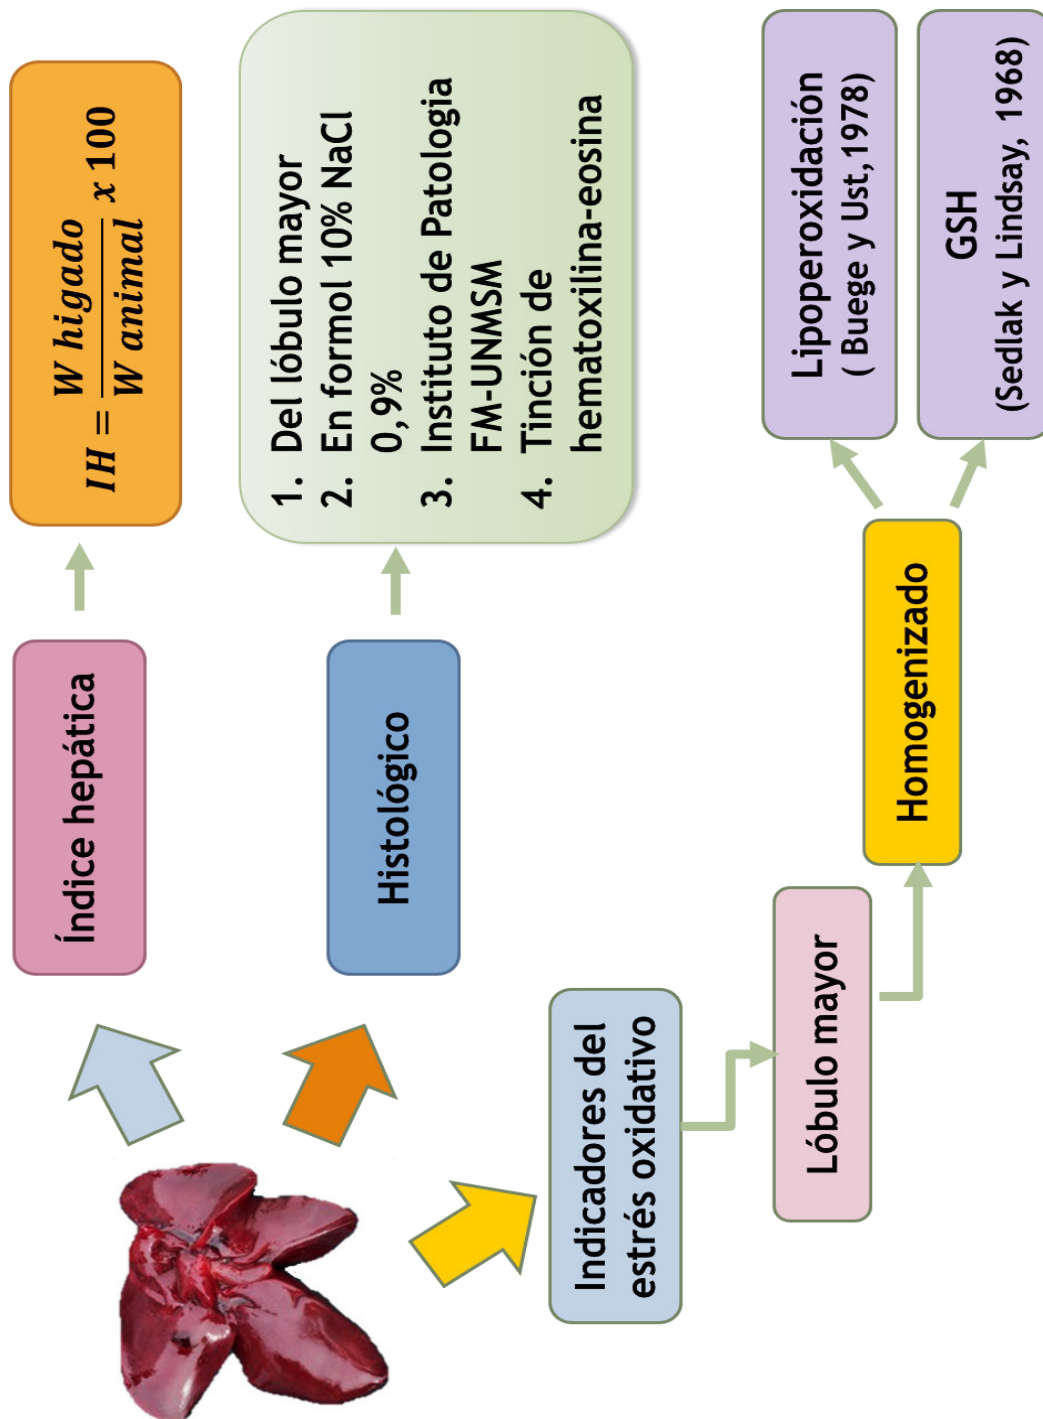 Índice hepática
IH = W higado / W animal x 100
Histológico
1. Del lóbulo mayor
2. En formol 10% NaCl
0,9%
3. Instituto de Patologia
FM-UNMSM
4. Tinción de
hematoxilina-eosina
Indicadores del
estrés oxidativo
Lóbulo mayor
Homogenizado
Lipoperoxidación
( Buege y Ust,1978)
GSH
(Sedlak y Lindsay, 1968)